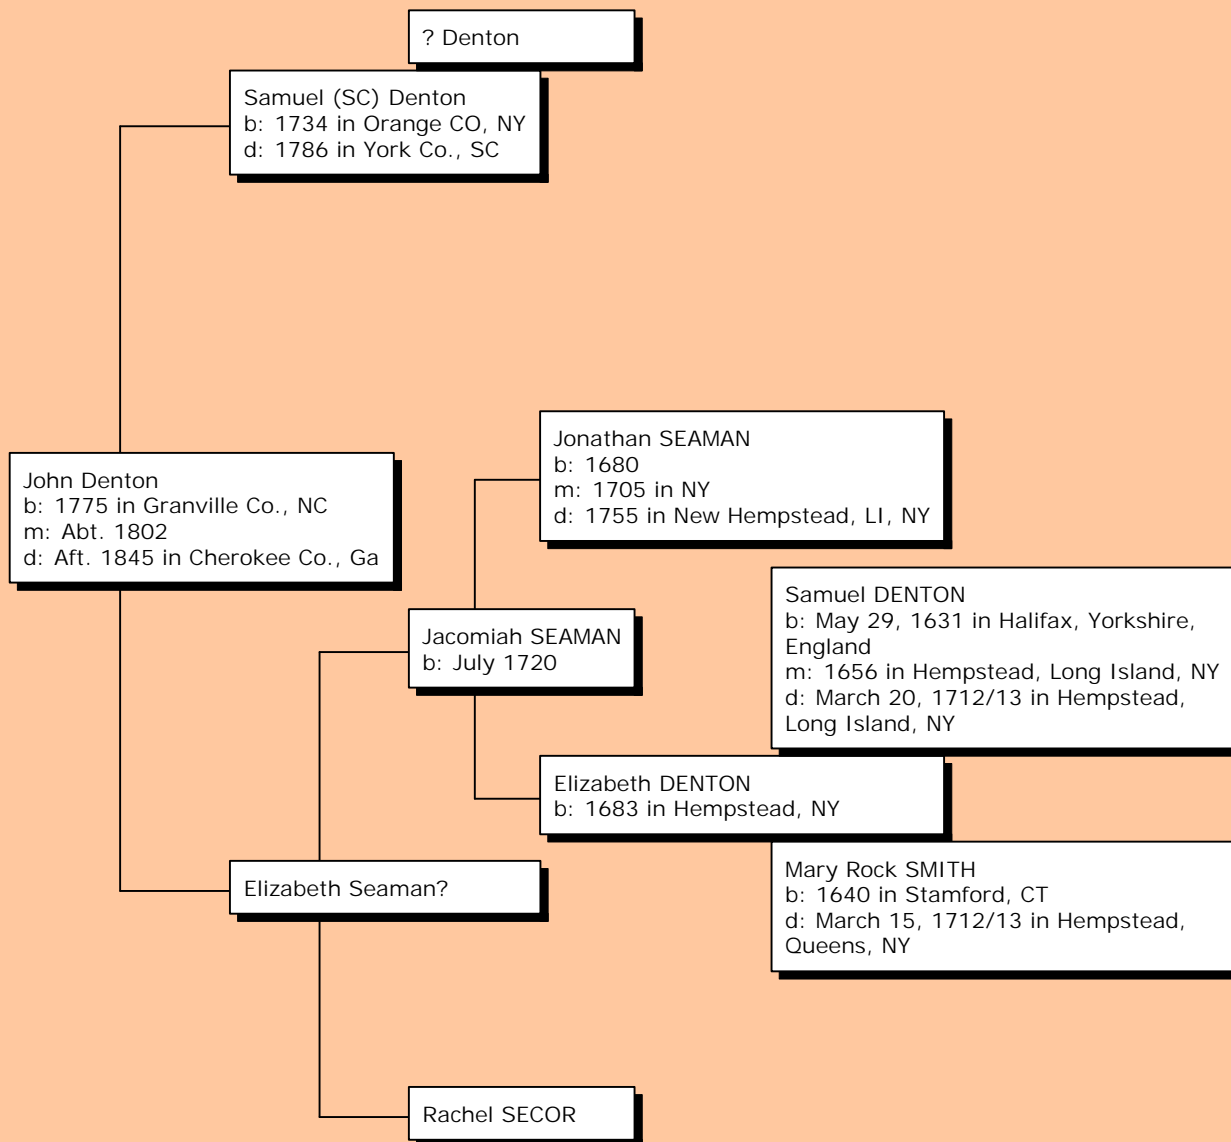 ? Denton
Samuel (SC) Denton
b: 1734 in Orange CO, NY
d: 1786 in York Co., SC
Jonathan SEAMAN
b: 1680
m: 1705 in NY
d: 1755 in New Hempstead, LI, NY
John Denton
b: 1775 in Granville Co., NC
m: Abt. 1802
d: Aft. 1845 in Cherokee Co., Ga
Samuel DENTON
b: May 29, 1631 in Halifax, Yorkshire,
England
m: 1656 in Hempstead, Long Island, NY
d: March 20, 1712/13 in Hempstead,
Long Island, NY
Jacomiah SEAMAN
b: July 1720
Elizabeth DENTON
b: 1683 in Hempstead, NY
Mary Rock SMITH
b: 1640 in Stamford, CT
d: March 15, 1712/13 in Hempstead,
Queens, NY
Elizabeth Seaman?
Rachel SECOR